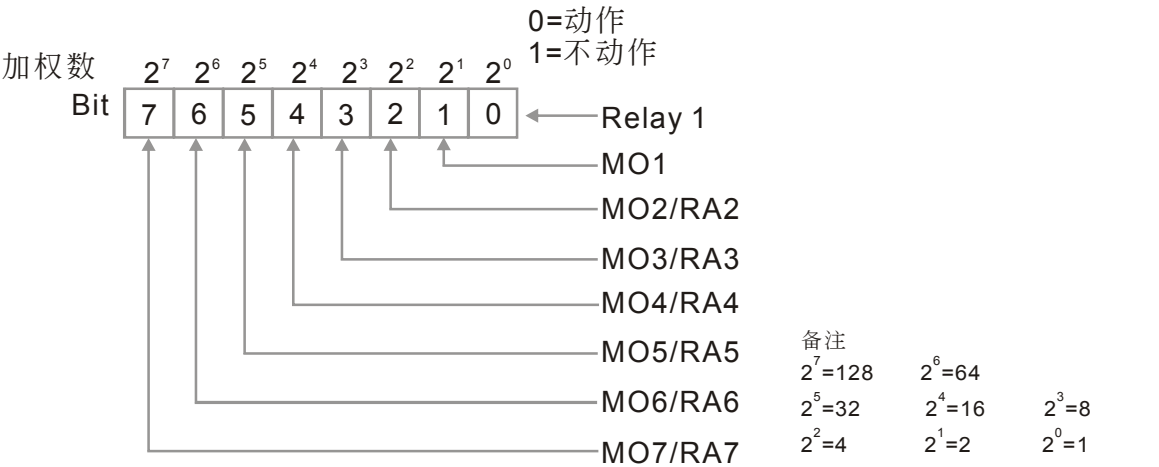 0=动作
1=不动作
加权数 2⁷ 2⁶ 2⁵ 2⁴ 2³ 2² 2¹ 2⁰
Bit 7 6 5 4 3 2 1 0
Relay 1
MO1
MO2/RA2
MO3/RA3
MO4/RA4
MO5/RA5
MO6/RA6
MO7/RA7
备注
2⁷=128 2⁶=64
2⁵=32 2⁴=16 2³=8
2²=4 2¹=2 2⁰=1